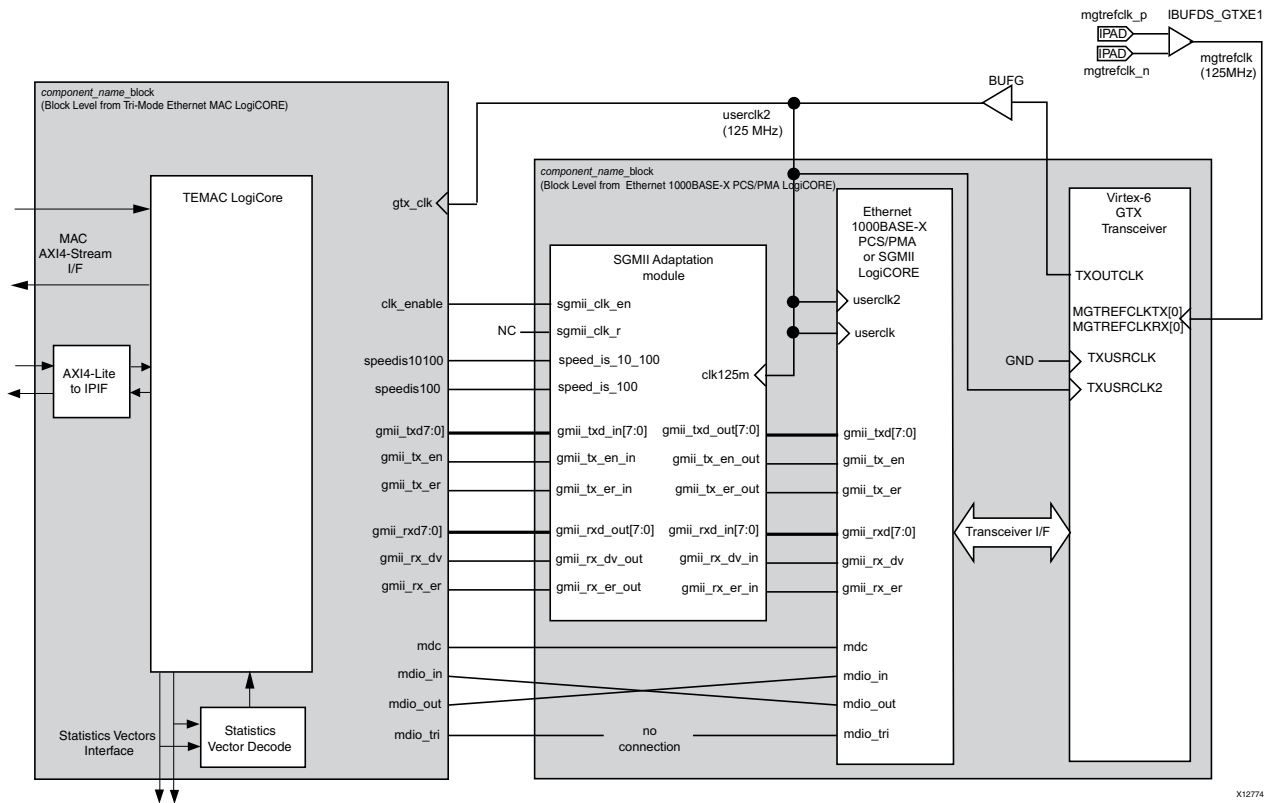 mgtrefclk_p
IBUFDS_GTXE1
IPAD
IPAD
mgtrefclk_n
mgtrefclk
(125MHz)
BUFG
userclk2
(125 MHz)
component_name_block
(Block Level from Tri-Mode Ethernet MAC LogiCORE)
TEMAC LogiCore
MAC
AXI4-Stream
I/F
AXI4-Lite
to IPIF
Statistics Vectors
Interface
Statistics
Vector Decode
gtx_clk
clk_enable
NC
speedis10100
speedis100
gmii_txd7:0]
gmii_tx_en
gmii_tx_er
gmii_rxd7:0]
gmii_rx_dv
gmii_rx_er
mdc
mdio_in
mdio_out
mdio_tri
no
connection
component_name_block
(Block Level from Ethernet 1000BASE-X PCS/PMA LogiCORE)
SGMII Adaptation
module
sgmii_clk_en
sgmii_clk_r
speed_is_10_100
speed_is_100
clk125m
gmii_txd_in[7:0]
gmii_txd_out[7:0]
gmii_tx_en_in
gmii_tx_en_out
gmii_tx_er_in
gmii_tx_er_out
gmii_rxd_out[7:0]
gmii_rxd_in[7:0]
gmii_rx_dv_out
gmii_rx_dv_in
gmii_rx_er_out
gmii_rx_er_in
Ethernet
1000BASE-X
PCS/PMA
or SGMII
LogiCORE
userclk2
userclk
gmii_txd[7:0]
gmii_tx_en
gmii_tx_er
gmii_rxd[7:0]
gmii_rx_dv
gmii_rx_er
mdc
mdio_in
mdio_out
mdio_tri
Transceiver I/F
Virtex-6
GTX
Transceiver
TXOUTCLK
MGTREFCLKTX[0]
MGTREFCLKRX[0]
GND
TXUSRCLK
TXUSRCLK2
X12774